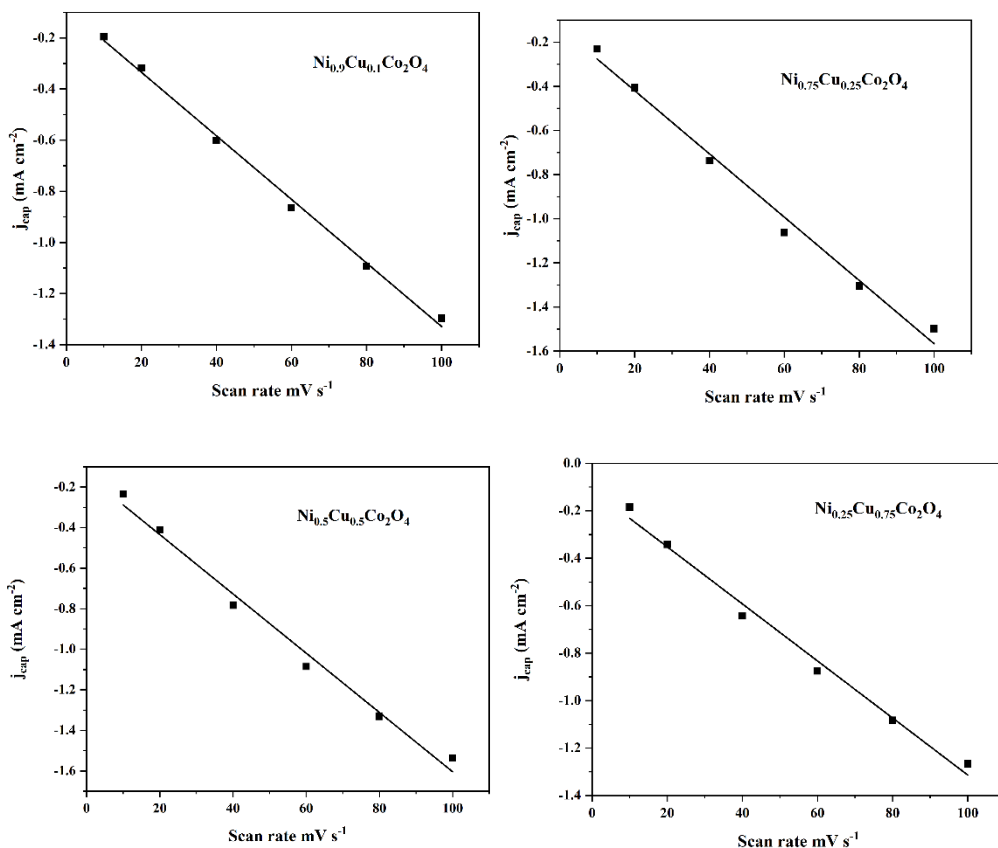 Ni₀.₉Cu₀.₁Co₂O₄
j_cap (mA cm⁻²)
-0.2
-0.4
-0.6
-0.8
-1.0
-1.2
-1.4
0 20 40 60 80 100
Scan rate mV s⁻¹
Ni₀.₇₅Cu₀.₂₅Co₂O₄
j_cap (mA cm⁻²)
-0.2
-0.4
-0.6
-0.8
-1.0
-1.2
-1.4
-1.6
0 20 40 60 80 100
Scan rate mV s⁻¹
Ni₀.₅Cu₀.₅Co₂O₄
j_cap (mA cm⁻²)
-0.2
-0.4
-0.6
-0.8
-1.0
-1.2
-1.4
-1.6
0 20 40 60 80 100
Scan rate mV s⁻¹
Ni₀.₂₅Cu₀.₇₅Co₂O₄
j_cap (mA cm⁻²)
0.0
-0.2
-0.4
-0.6
-0.8
-1.0
-1.2
-1.4
0 20 40 60 80 100
Scan rate mV s⁻¹